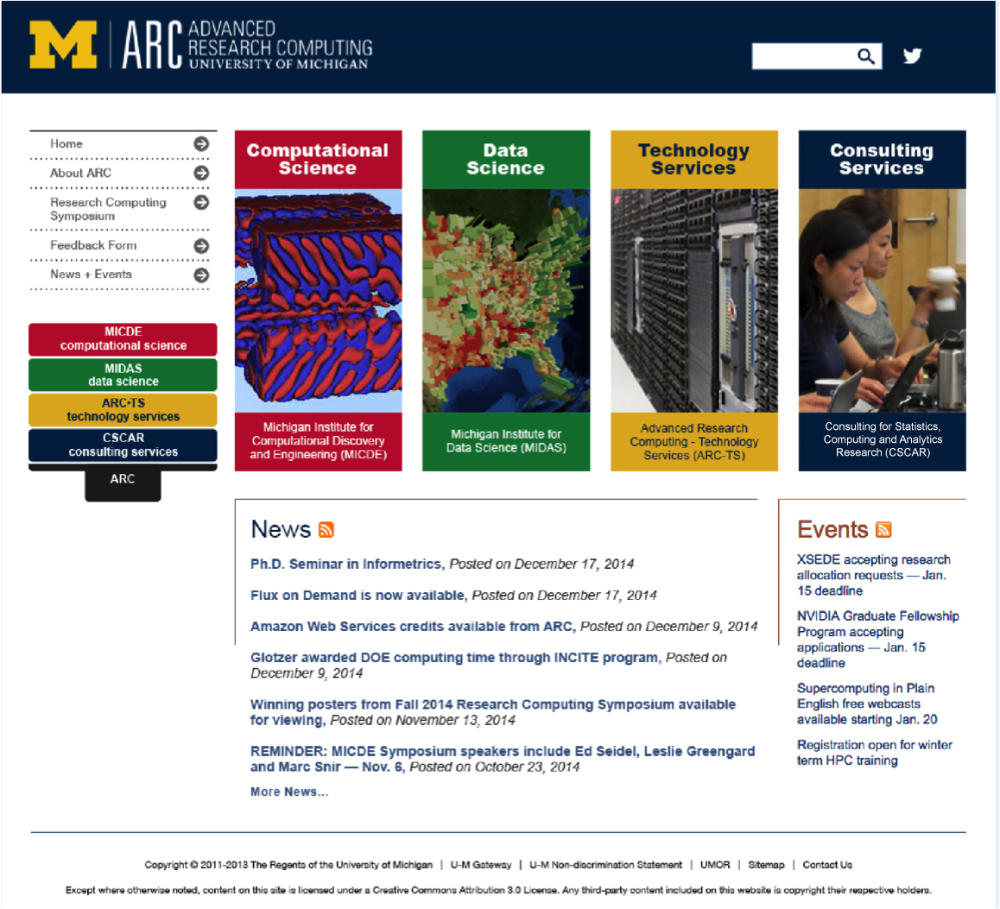 M
ARC ADVANCED
RESEARCH COMPUTING
UNIVERSITY OF MICHIGAN
Home
About ARC
Research Computing
Symposium
Feedback Form
News + Events
MICDE
computational science
MIDAS
data science
ARC•TS
technology services
CSCAR
consulting services
ARC
Computational
Science
Michigan Institute for
Computational Discovery
and Engineering (MICDE)
Data
Science
Michigan Institute for
Data Science (MIDAS)
Technology
Services
Advanced Research
Computing - Technology
Services (ARC-TS)
Consulting
Services
Consulting for Statistics,
Computing and Analytics
Research (CSCAR)
News
Ph.D. Seminar in Informetrics, Posted on December 17, 2014
Flux on Demand is now available, Posted on December 17, 2014
Amazon Web Services credits available from ARC, Posted on December 9, 2014
Glotzer awarded DOE computing time through INCITE program, Posted on
December 9, 2014
Winning posters from Fall 2014 Research Computing Symposium available
for viewing, Posted on November 13, 2014
REMINDER: MICDE Symposium speakers include Ed Seidel, Leslie Greengard
and Marc Snir — Nov. 6, Posted on October 23, 2014
More News...
Events
XSEDE accepting research
allocation requests — Jan.
15 deadline
NVIDIA Graduate Fellowship
Program accepting
applications — Jan. 15
deadline
Supercomputing in Plain
English free webcasts
available starting Jan. 20
Registration open for winter
term HPC training
Copyright © 2011-2013 The Regents of the University of Michigan | U-M Gateway | U-M Non-discrimination Statement | UMOR | Sitemap | Contact Us
Except where otherwise noted, content on this site is licensed under a Creative Commons Attribution 3.0 License. Any third-party content included on this website is copyright their respective holders.